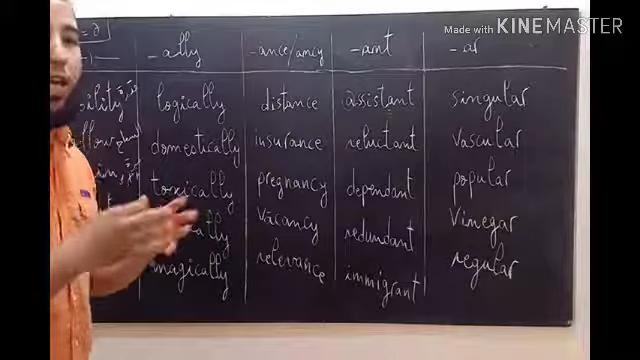 Made with KINEMASTER
-ally -ance/ancy -ant -ar
logically distance assistant singular
domestically insurance reluctant vascular
toxically pregnancy dependant popular
vacancy redundant vinegar
magically relevance immigrant regular